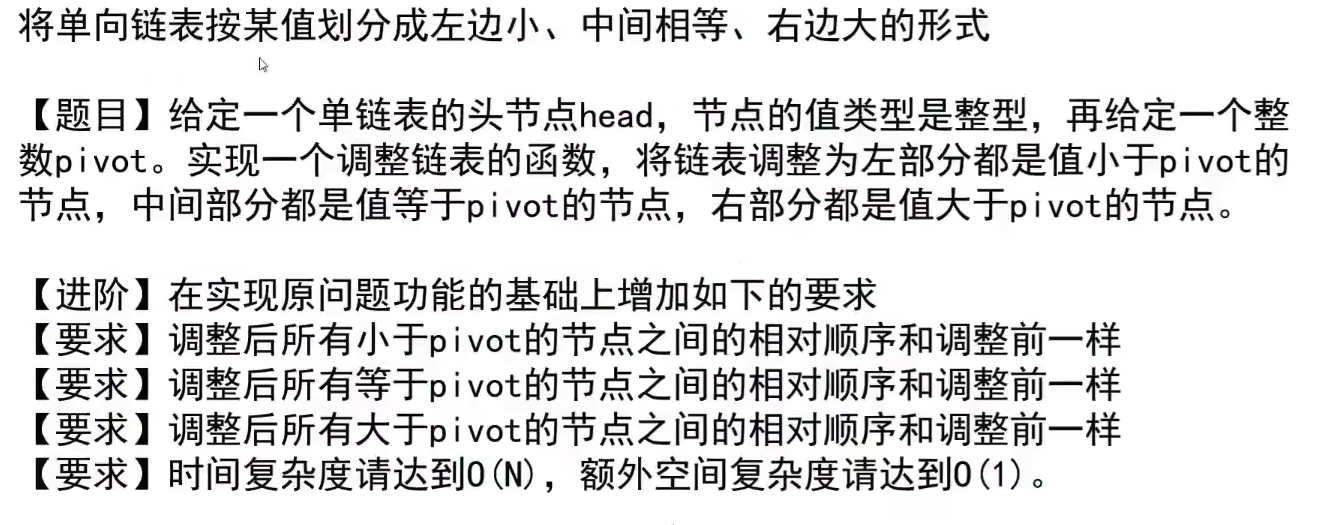 将单向链表按某值划分成左边小、中间相等、右边大的形式
【题目】给定一个单链表的头节点head，节点的值类型是整型，再给定一个整
数pivot。实现一个调整链表的函数，将链表调整为左部分都是值小于pivot的
节点，中间部分都是值等于pivot的节点，右部分都是值大于pivot的节点。
【进阶】在实现原问题功能的基础上增加如下的要求
【要求】调整后所有小于pivot的节点之间的相对顺序和调整前一样
【要求】调整后所有等于pivot的节点之间的相对顺序和调整前一样
【要求】调整后所有大于pivot的节点之间的相对顺序和调整前一样
【要求】时间复杂度请达到O(N)，额外空间复杂度请达到O(1)。